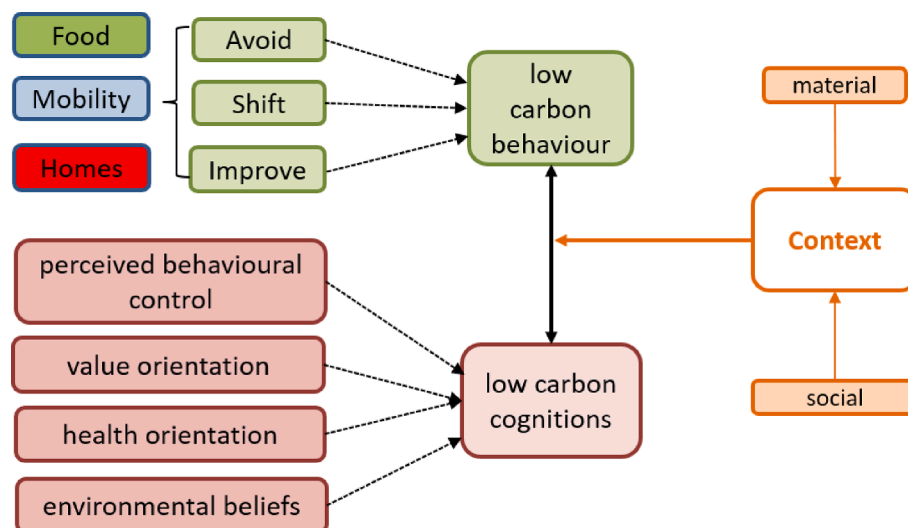 Food
Mobility
Homes
Avoid
Shift
Improve
low
carbon
behaviour
material
Context
social
perceived behavioural
control
value orientation
health orientation
environmental beliefs
low carbon
cognitions